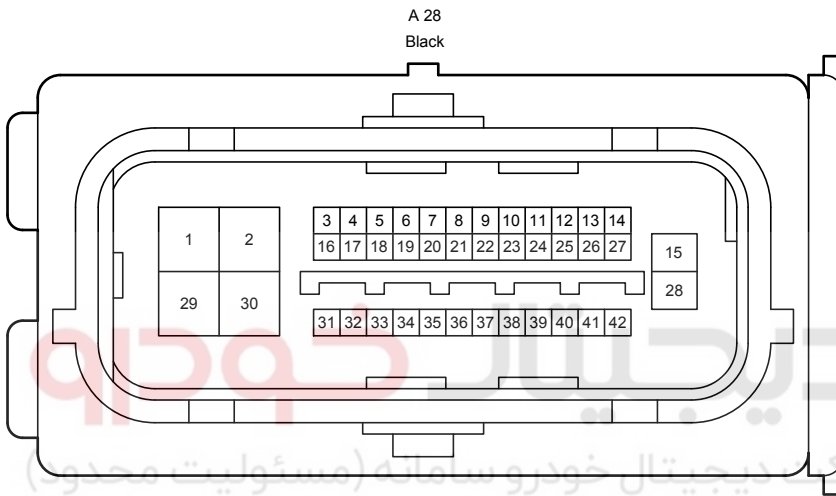 A 28
Black
1 2 3 4 5 6 7 8 9 10 11 12 13 14
16 17 18 19 20 21 22 23 24 25 26 27 15
29 30 28
31 32 33 34 35 36 37 38 39 40 41 42
دیجیتال خودرو
دیجیتال خودرو سامانه (مسئولیت محدود)